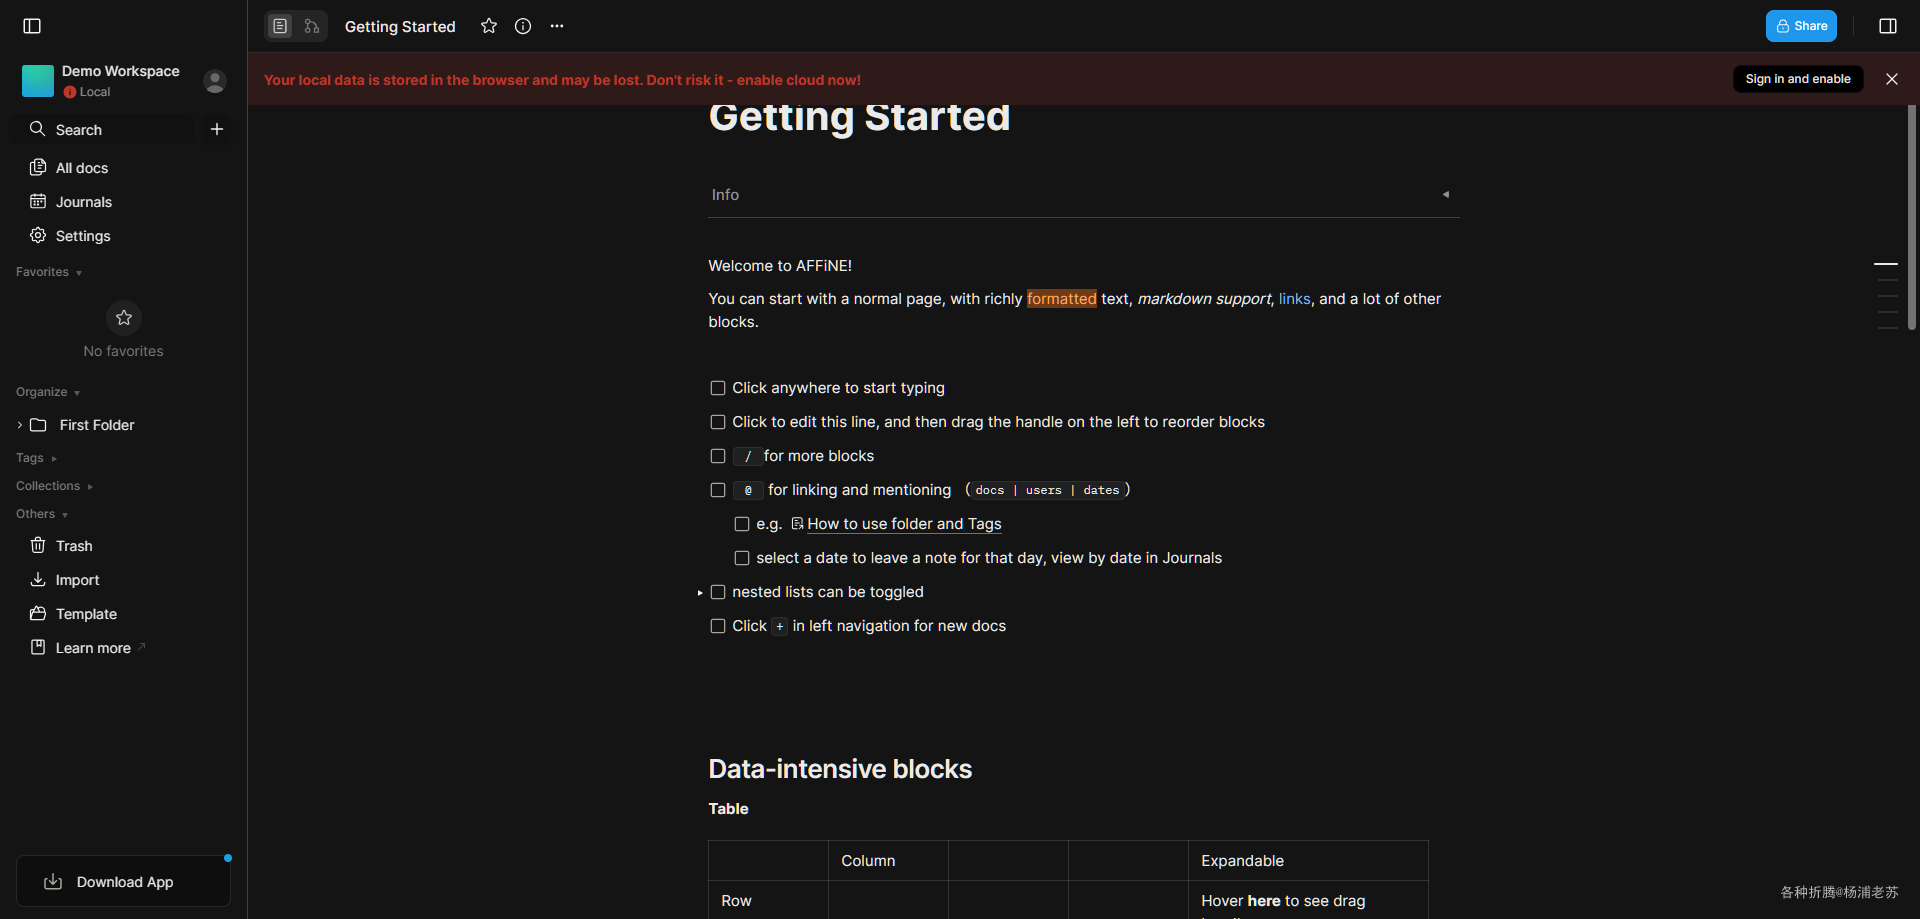 Getting Started
Share
Demo Workspace
Local
Your local data is stored in the browser and may be lost. Don't risk it - enable cloud now!
Sign in and enable
Search
All docs
Journals
Settings
Favorites
No favorites
Organize
First Folder
Tags
Collections
Others
Trash
Import
Template
Learn more
Download App
Getting Started
Info
Welcome to AFFiNE!
You can start with a normal page, with richly formatted text, markdown support, links, and a lot of other
blocks.
Click anywhere to start typing
Click to edit this line, and then drag the handle on the left to reorder blocks
/ for more blocks
@ for linking and mentioning （docs | users | dates）
e.g. How to use folder and Tags
select a date to leave a note for that day, view by date in Journals
nested lists can be toggled
Click + in left navigation for new docs
Data-intensive blocks
Table
Column Expandable
Row Hover here to see drag
各种折腾@杨浦老苏